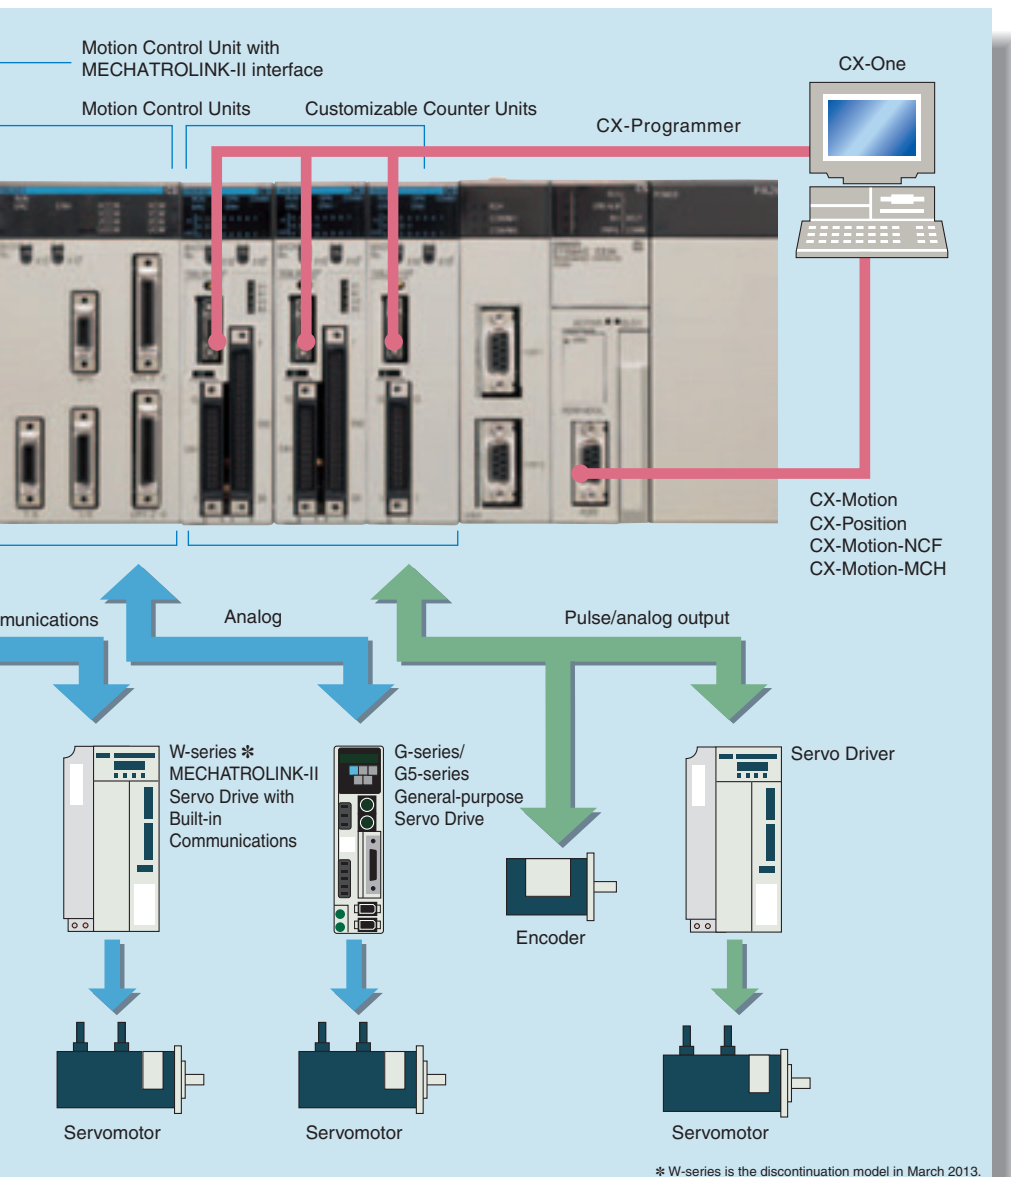 Motion Control Unit with
MECHATROLINK-II interface
CX-One
Motion Control Units
Customizable Counter Units
CX-Programmer
CX-Motion
CX-Position
CX-Motion-NCF
CX-Motion-MCH
Analog
Pulse/analog output
W-series ✽
MECHATROLINK-II
Servo Drive with
Built-in
Communications
G-series/
G5-series
General-purpose
Servo Drive
Servo Driver
Encoder
Servomotor
Servomotor
Servomotor
✽ W-series is the discontinuation model in March 2013.